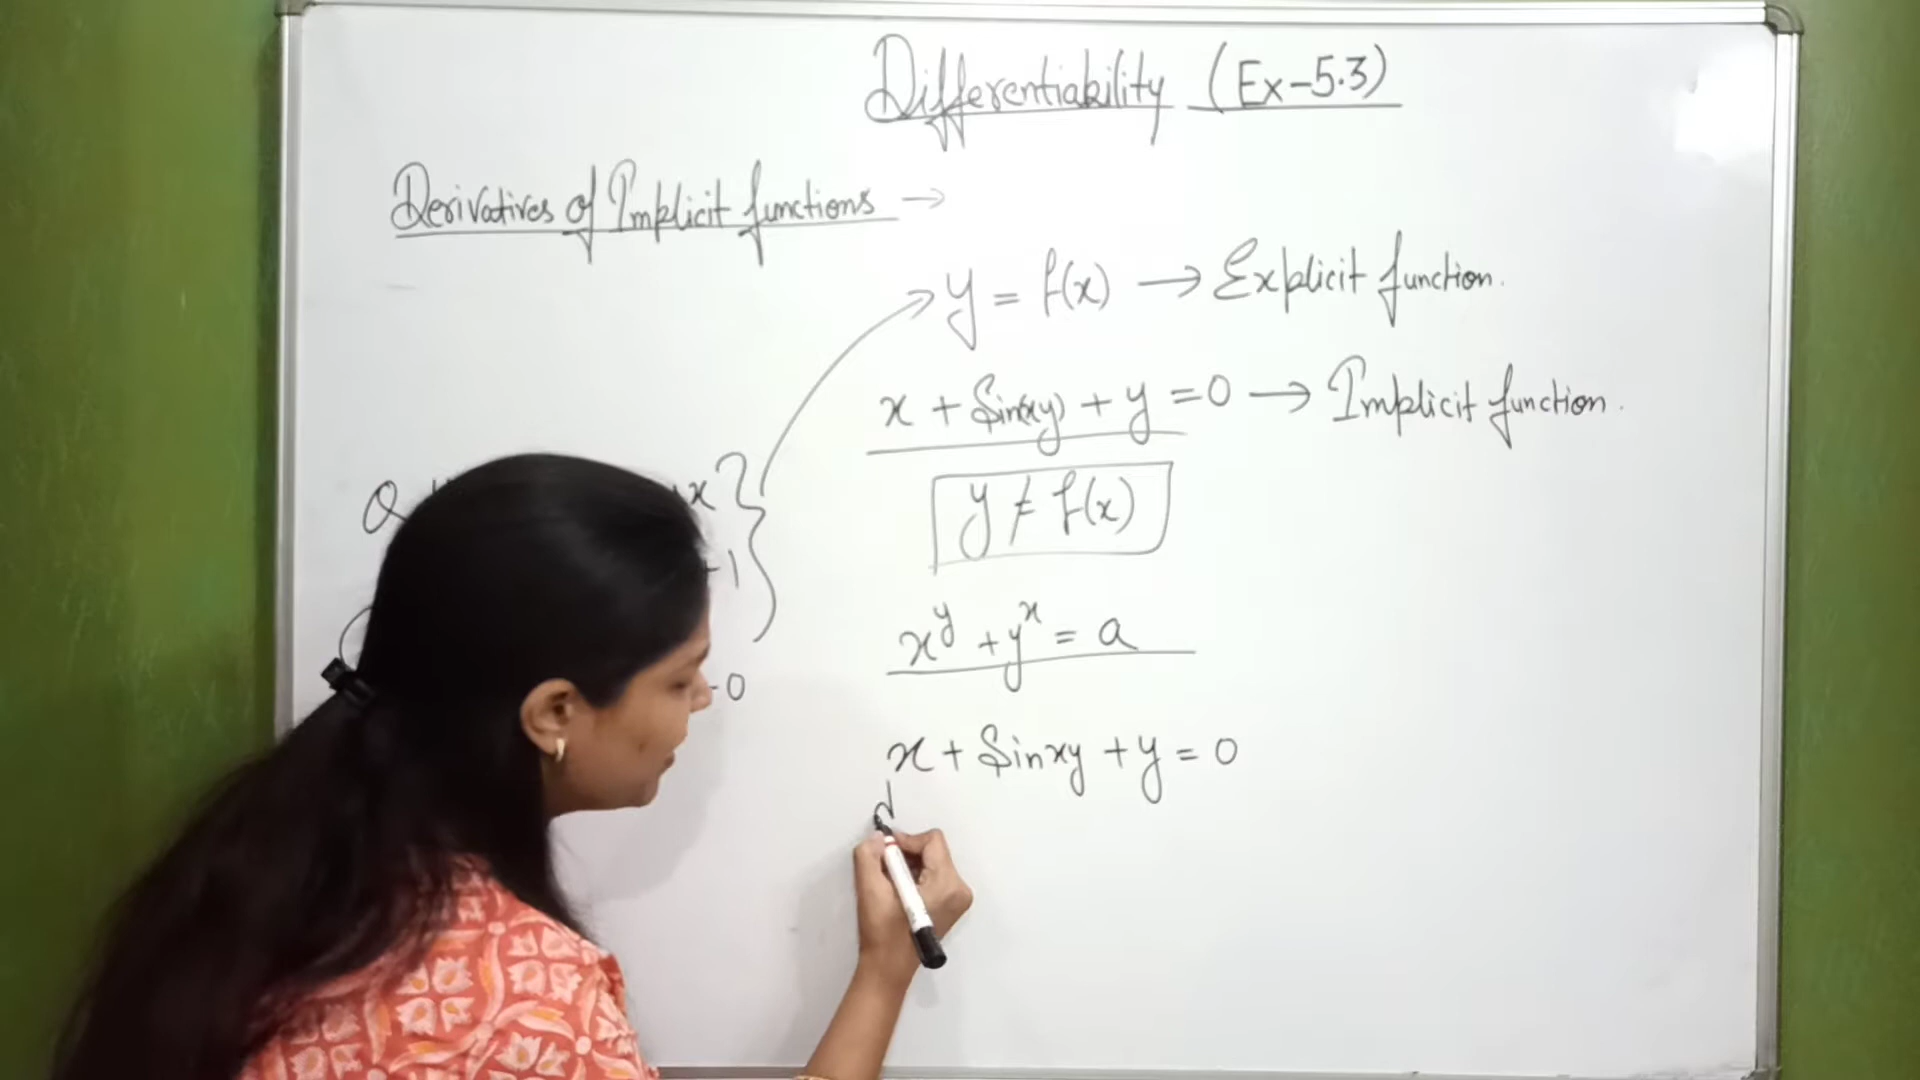 Differentiability (Ex-5.3)
Derivatives of Implicit functions →
y = f(x) → Explicit function.
x + Sin(xy) + y = 0 → Implicit function.
y ≠ f(x)
x^y + y^x = a
x + Sinxy + y = 0
d